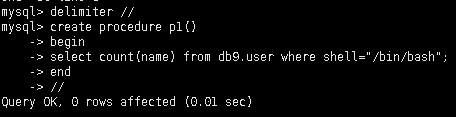 mysql> delimiter //
mysql> create procedure p1()
    -> begin
    -> select count(name) from db9.user where shell="/bin/bash";
    -> end
    -> //
Query OK, 0 rows affected (0.01 sec)